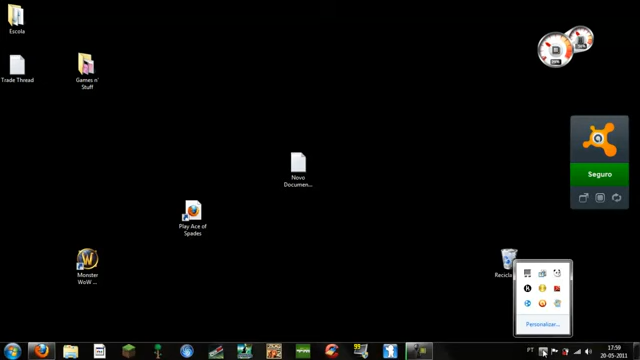 Escola
Trade Thread
Games n'
Stuff
Novo
Documen...
Play Ace of
Spades
Monster
WoW ...
Seguro
Personalizar...
PT
17:59
20-05-2011